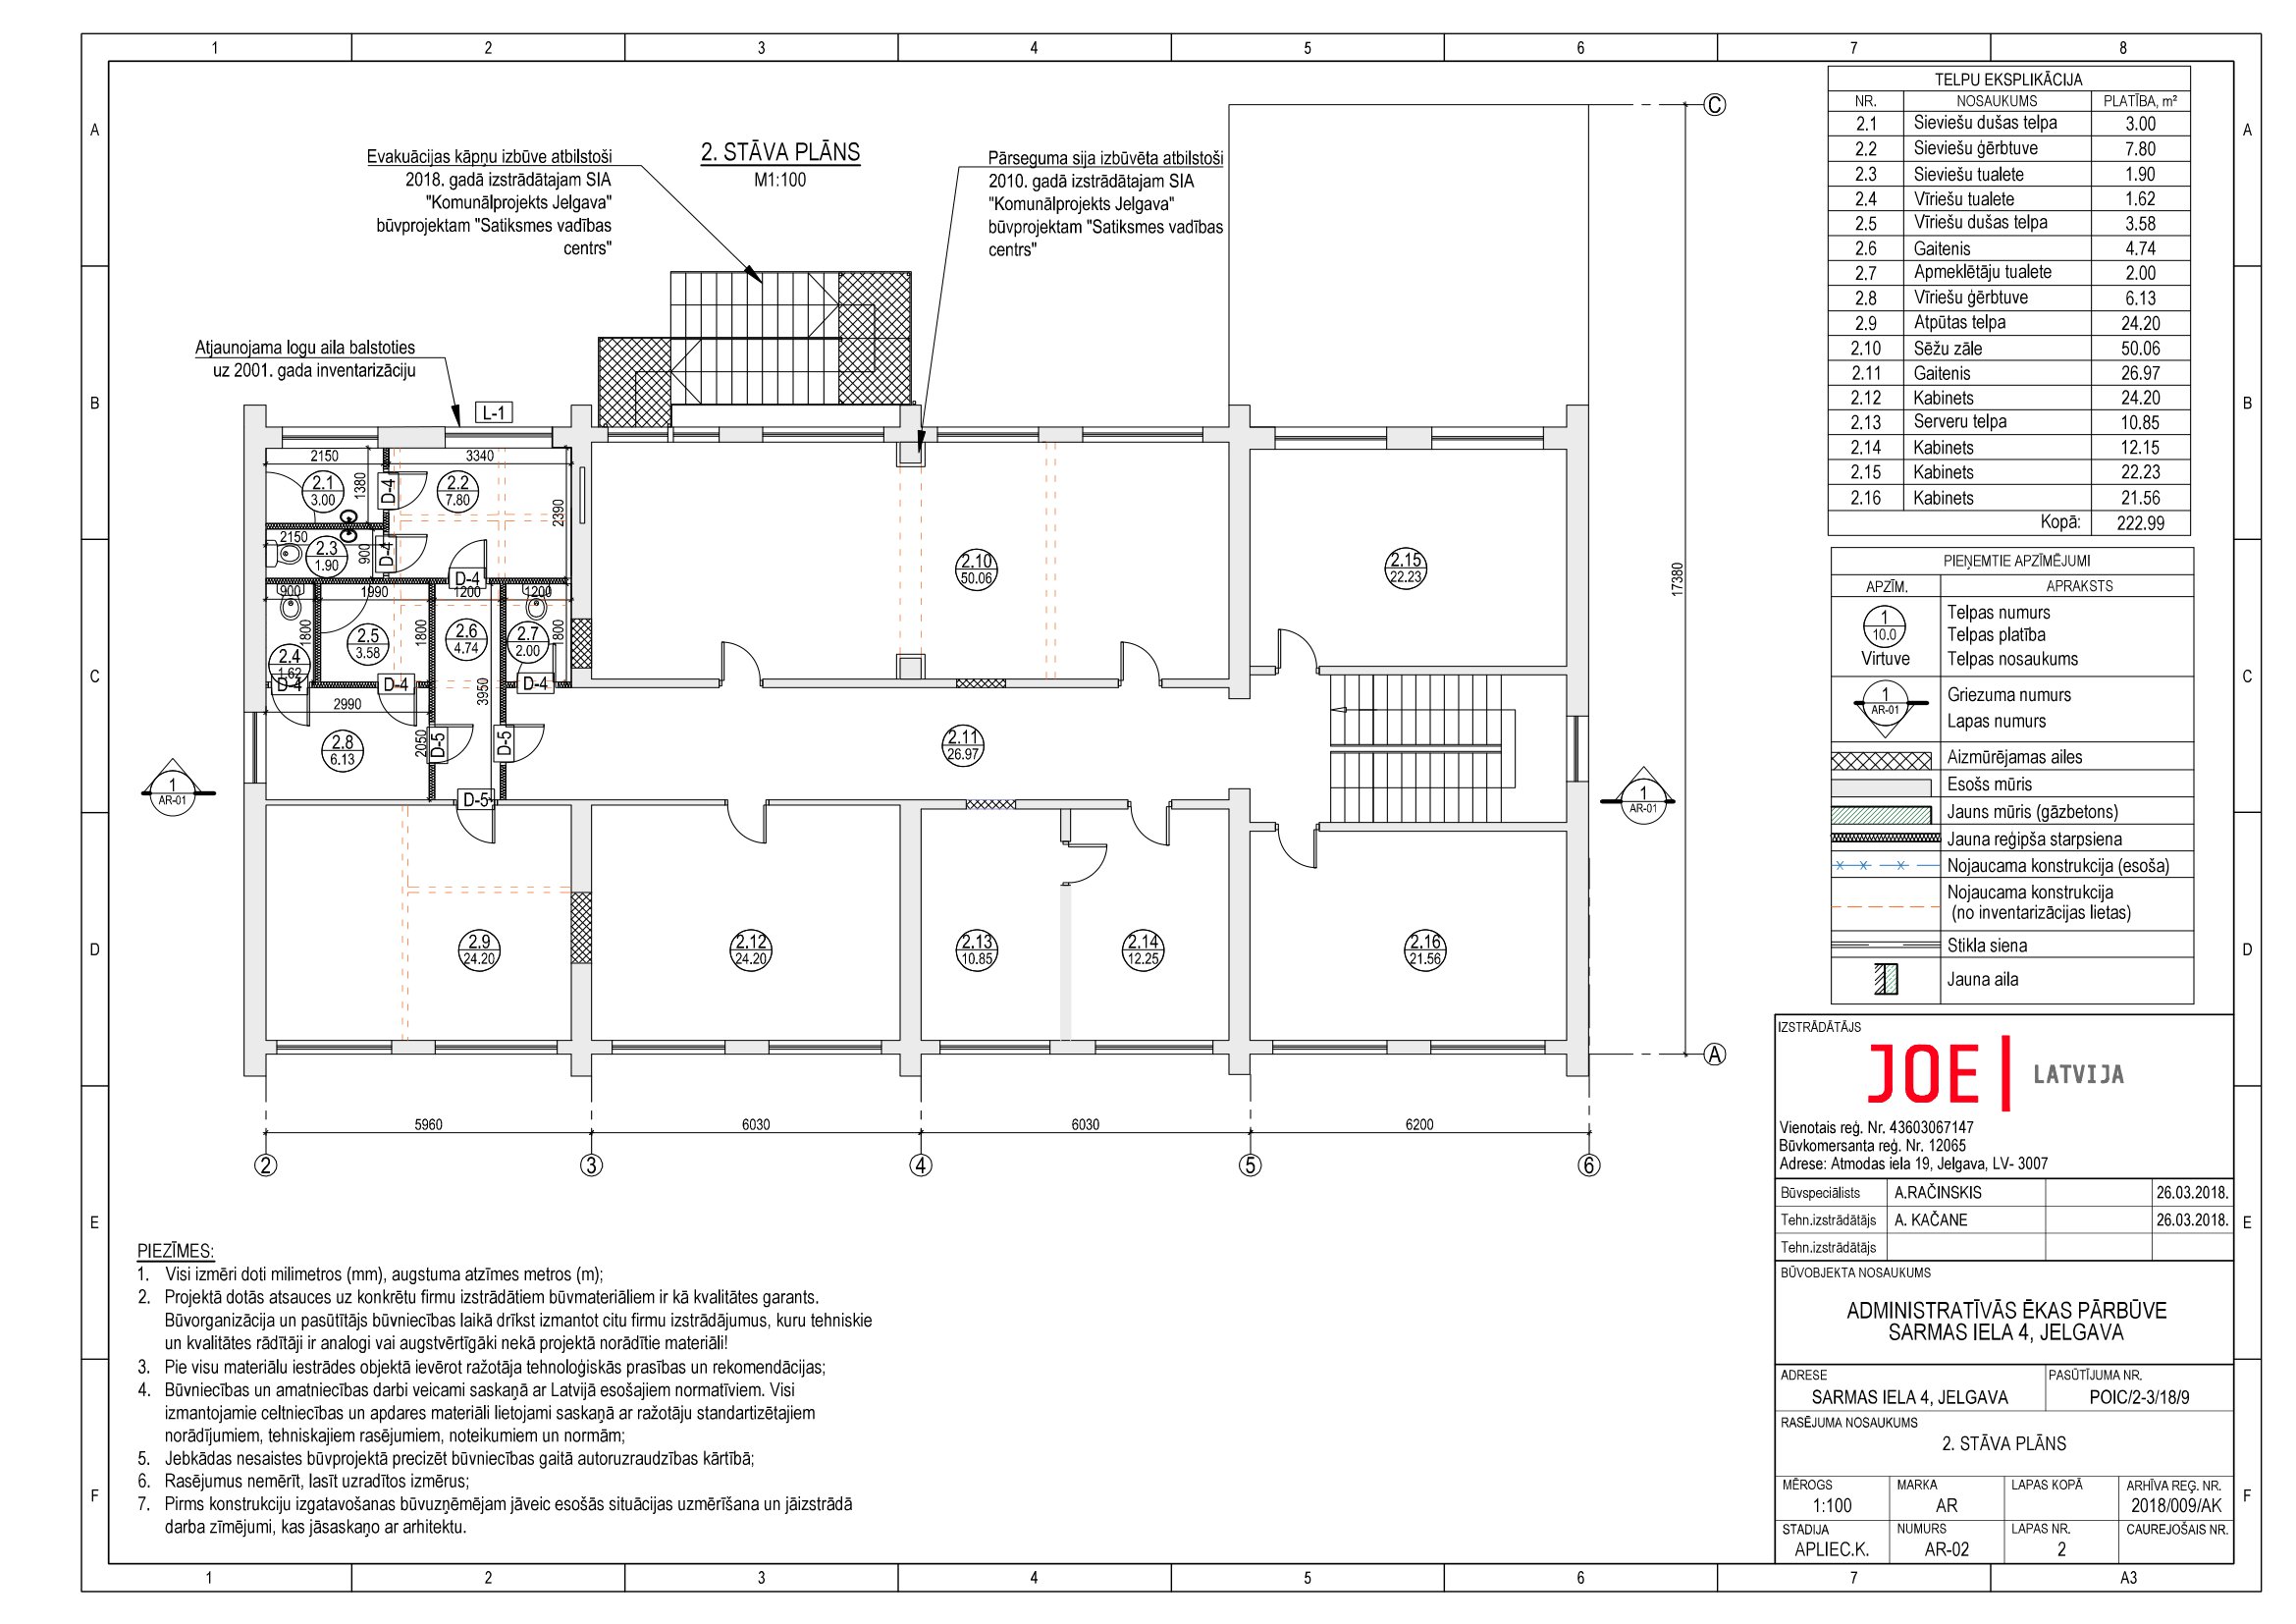 1 2 3 4 5 6 7 8
A
B
C
D
E
F
A
B
C
D
E
F
1 2 3 4 5 6 7 A3
2. STĀVA PLĀNS
M1:100
Evakuācijas kāpņu izbūve atbilstoši
2018. gadā izstrādātajam SIA
"Komunālprojekts Jelgava"
būvprojektam "Satiksmes vadības
centrs"
Pārseguma sija izbūvēta atbilstoši
2010. gadā izstrādātajam SIA
"Komunālprojekts Jelgava"
būvprojektam "Satiksmes vadības
centrs"
Atjaunojama logu aila balstoties
uz 2001. gada inventarizāciju
L-1
C
2150 3340
2.1
3.00
1380
D-4
2.2
7.80
2390
2150
2.3
1.90
900
D-4
D-4
900 1990 1200 1200
1800
2.4
1.62
D-4
2.5
3.58
1800
D-4
2.6
4.74
2.7
2.00
1800
D-4
3950
2990
2.8
6.13
2050
D-5
D-5
D-5
2.10
50.06
2.15
22.23
17380
2.11
26.97
1
AR-01
1
AR-01
2.9
24.20
2.12
24.20
2.13
10.85
2.14
12.25
2.16
21.56
A
5960 6030 6030 6200
2 3 4 5 6
PIEZĪMES:
1. Visi izmēri doti milimetros (mm), augstuma atzīmes metros (m);
2. Projektā dotās atsauces uz konkrētu firmu izstrādātiem būvmateriāliem ir kā kvalitātes garants.
Būvorganizācija un pasūtītājs būvniecības laikā drīkst izmantot citu firmu izstrādājumus, kuru tehniskie
un kvalitātes rādītāji ir analogi vai augstvērtīgāki nekā projektā norādītie materiāli!
3. Pie visu materiālu iestrādes objektā ievērot ražotāja tehnoloģiskās prasības un rekomendācijas;
4. Būvniecības un amatniecības darbi veicami saskaņā ar Latvijā esošajiem normatīviem. Visi
izmantojamie celtniecības un apdares materiāli lietojami saskaņā ar ražotāju standartizētajiem
norādījumiem, tehniskajiem rasējumiem, noteikumiem un normām;
5. Jebkādas nesaistes būvprojektā precizēt būvniecības gaitā autoruzraudzības kārtībā;
6. Rasējumus nemērīt, lasīt uzradītos izmērus;
7. Pirms konstrukciju izgatavošanas būvuzņēmējam jāveic esošās situācijas uzmērīšana un jāizstrādā
darba zīmējumi, kas jāsaskaņo ar arhitektu.
TELPU EKSPLIKĀCIJA
NR. NOSAUKUMS PLATĪBA, m²
2.1 Sieviešu dušas telpa 3.00
2.2 Sieviešu ģērbtuve 7.80
2.3 Sieviešu tualete 1.90
2.4 Vīriešu tualete 1.62
2.5 Vīriešu dušas telpa 3.58
2.6 Gaitenis 4.74
2.7 Apmeklētāju tualete 2.00
2.8 Vīriešu ģērbtuve 6.13
2.9 Atpūtas telpa 24.20
2.10 Sēžu zāle 50.06
2.11 Gaitenis 26.97
2.12 Kabinets 24.20
2.13 Serveru telpa 10.85
2.14 Kabinets 12.15
2.15 Kabinets 22.23
2.16 Kabinets 21.56
Kopā: 222.99
PIEŅEMTIE APZĪMĒJUMI
APZĪM. APRAKSTS
1
10.0
Virtuve
Telpas numurs
Telpas platība
Telpas nosaukums
1
AR-01
Griezuma numurs
Lapas numurs
Aizmūrējamas ailes
Esošs mūris
Jauns mūris (gāzbetons)
Jauna reģipša starpsiena
Nojaucama konstrukcija (esoša)
Nojaucama konstrukcija
(no inventarizācijas lietas)
Stikla siena
Jauna aila
IZSTRĀDĀTĀJS
JOE LATVIJA
Vienotais reģ. Nr. 43603067147
Būvkomersanta reģ. Nr. 12065
Adrese: Atmodas iela 19, Jelgava, LV- 3007
Būvspeciālists A.RAČINSKIS 26.03.2018.
Tehn.izstrādātājs A. KAČANE 26.03.2018.
Tehn.izstrādātājs
BŪVOBJEKTA NOSAUKUMS
ADMINISTRATĪVĀS ĒKAS PĀRBŪVE
SARMAS IELA 4, JELGAVA
ADRESE PASŪTĪJUMA NR.
SARMAS IELA 4, JELGAVA POIC/2-3/18/9
RASĒJUMA NOSAUKUMS
2. STĀVA PLĀNS
MĒROGS MARKA LAPAS KOPĀ ARHĪVA REĢ. NR.
1:100 AR 2018/009/AK
STADIJA NUMURS LAPAS NR. CAUREJOŠAIS NR.
APLIEC.K. AR-02 2